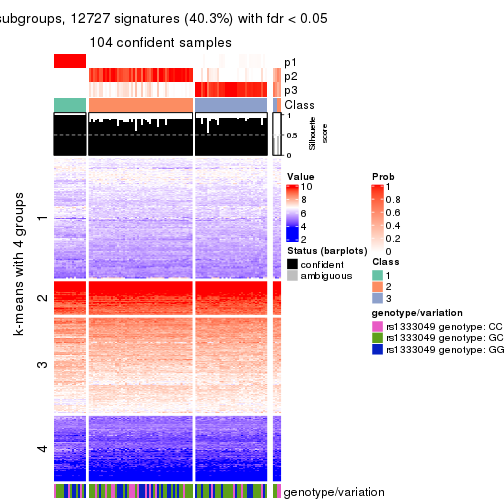 subgroups, 12727 signatures (40.3%) with fdr < 0.05
104 confident samples
p1
p2
p3
Class
1
0.5
0
Silhouette
score
k-means with 4 groups
1
2
3
4
genotype/variation
Value
10
8
6
4
2
Status (barplots)
confident
ambiguous
Prob
1
0.8
0.6
0.4
0.2
0
Class
1
2
3
genotype/variation
rs1333049 genotype: CC
rs1333049 genotype: GC
rs1333049 genotype: GG